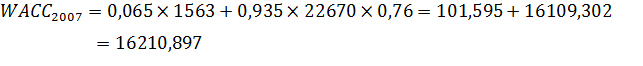 WACC₂₀₀₇ = 0,065 × 1563 + 0,935 × 22670 × 0,76 = 101,595 + 16109,302
= 16210,897